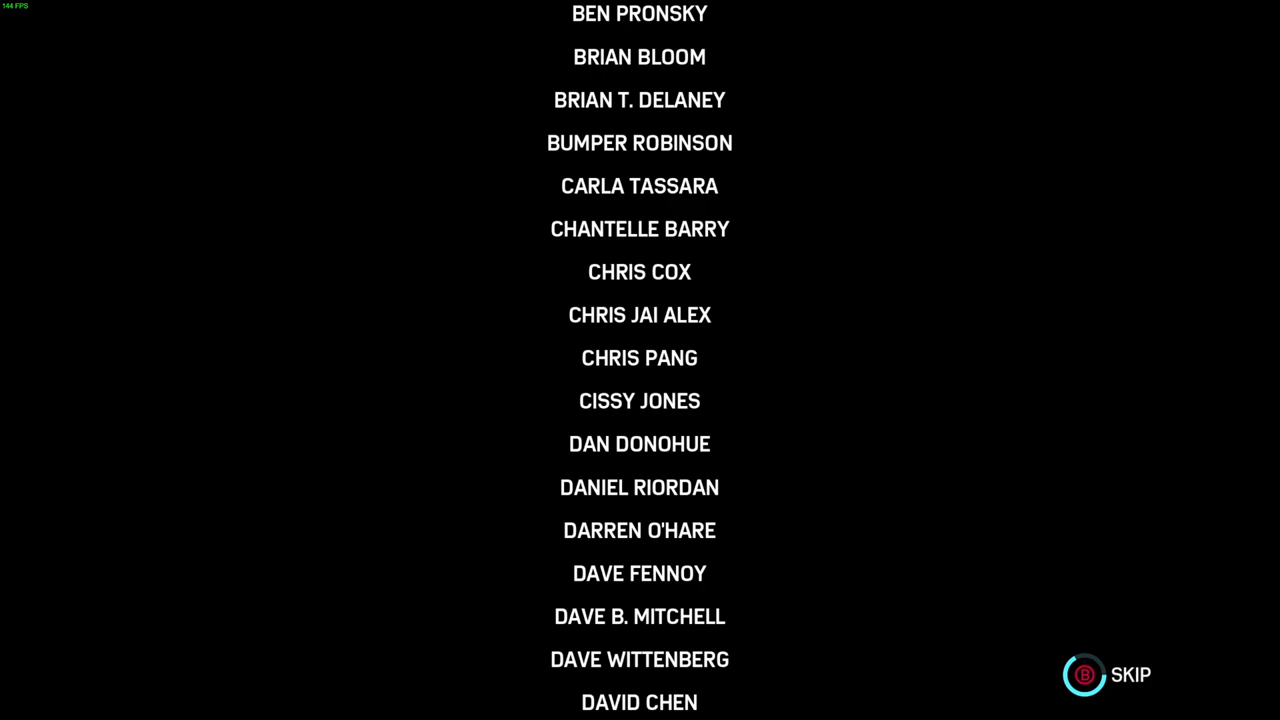 144 FPS
BEN PRONSKY
BRIAN BLOOM
BRIAN T. DELANEY
BUMPER ROBINSON
CARLA TASSARA
CHANTELLE BARRY
CHRIS COX
CHRIS JAI ALEX
CHRIS PANG
CISSY JONES
DAN DONOHUE
DANIEL RIORDAN
DARREN O'HARE
DAVE FENNOY
DAVE B. MITCHELL
DAVE WITTENBERG
B SKIP
DAVID CHEN